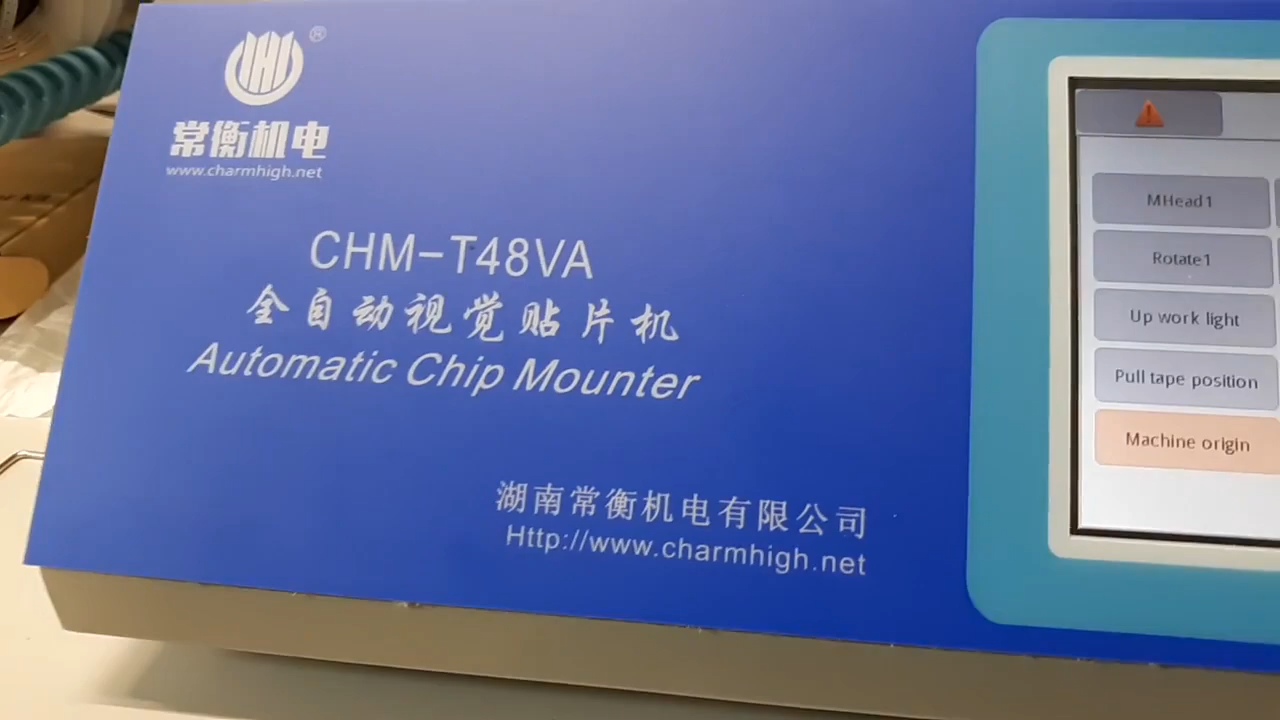 ®
常衡机电
www.charmhigh.net
CHM-T48VA
全自动视觉贴片机
Automatic Chip Mounter
湖南常衡机电有限公司
Http://www.charmhigh.net
MHead1
Rotate1
Up work light
Pull tape position
Machine origin